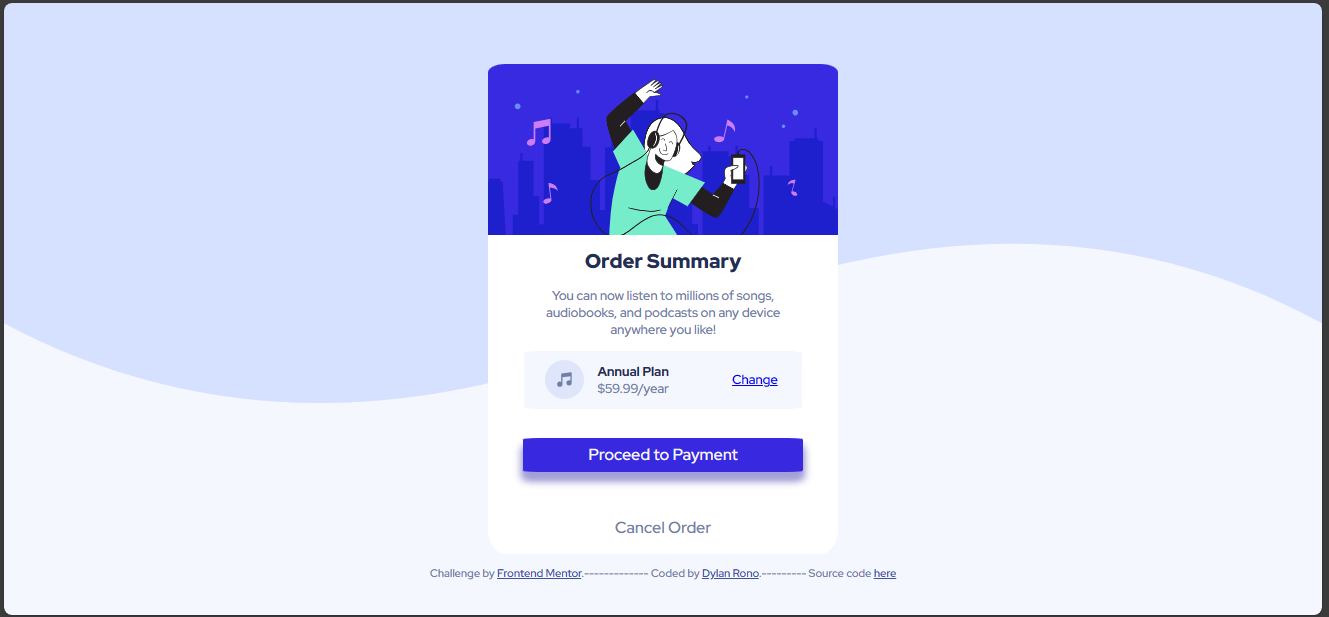 Order Summary
You can now listen to millions of songs,
audiobooks, and podcasts on any device
anywhere you like!
Annual Plan
$59.99/year
Change
Proceed to Payment
Cancel Order
Challenge by Frontend Mentor.------------- Coded by Dylan Rono.--------- Source code here